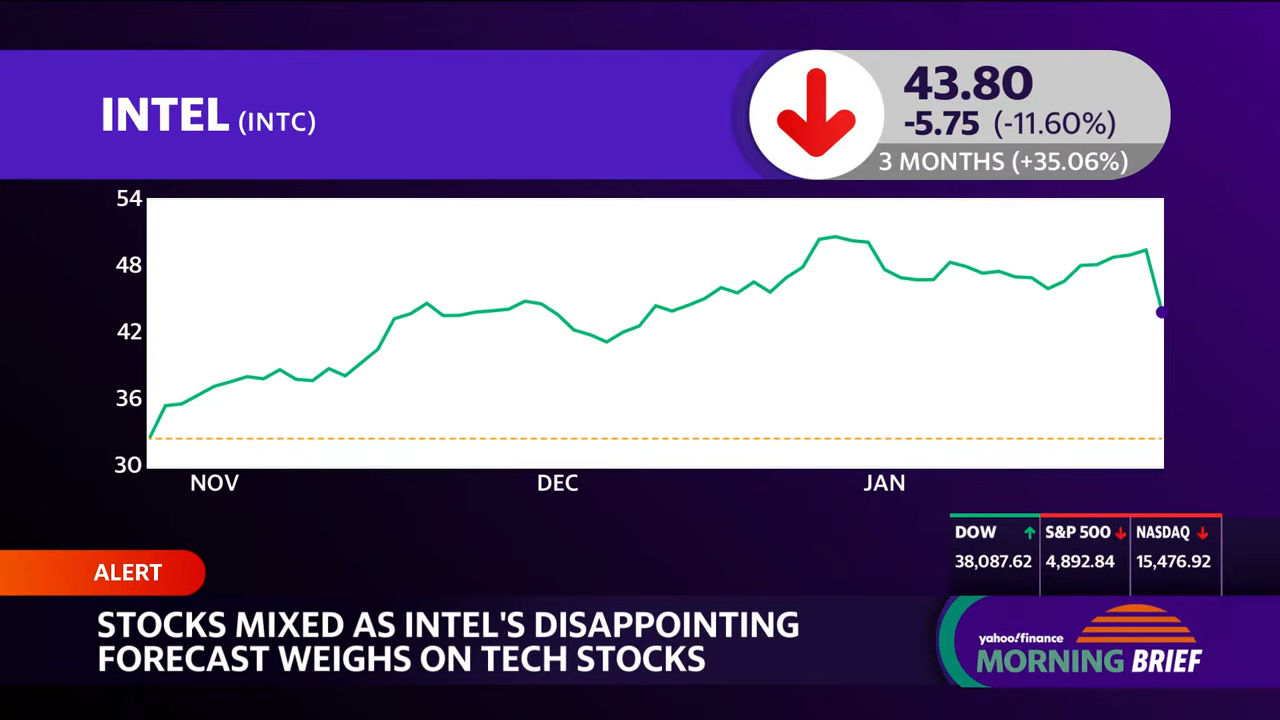 INTEL (INTC)
43.80
-5.75 (-11.60%)
3 MONTHS (+35.06%)
54
48
42
36
30
NOV DEC JAN
DOW S&P 500 NASDAQ
38,087.62 4,892.84 15,476.92
ALERT
STOCKS MIXED AS INTEL'S DISAPPOINTING
FORECAST WEIGHS ON TECH STOCKS
yahoo!finance
MORNING BRIEF